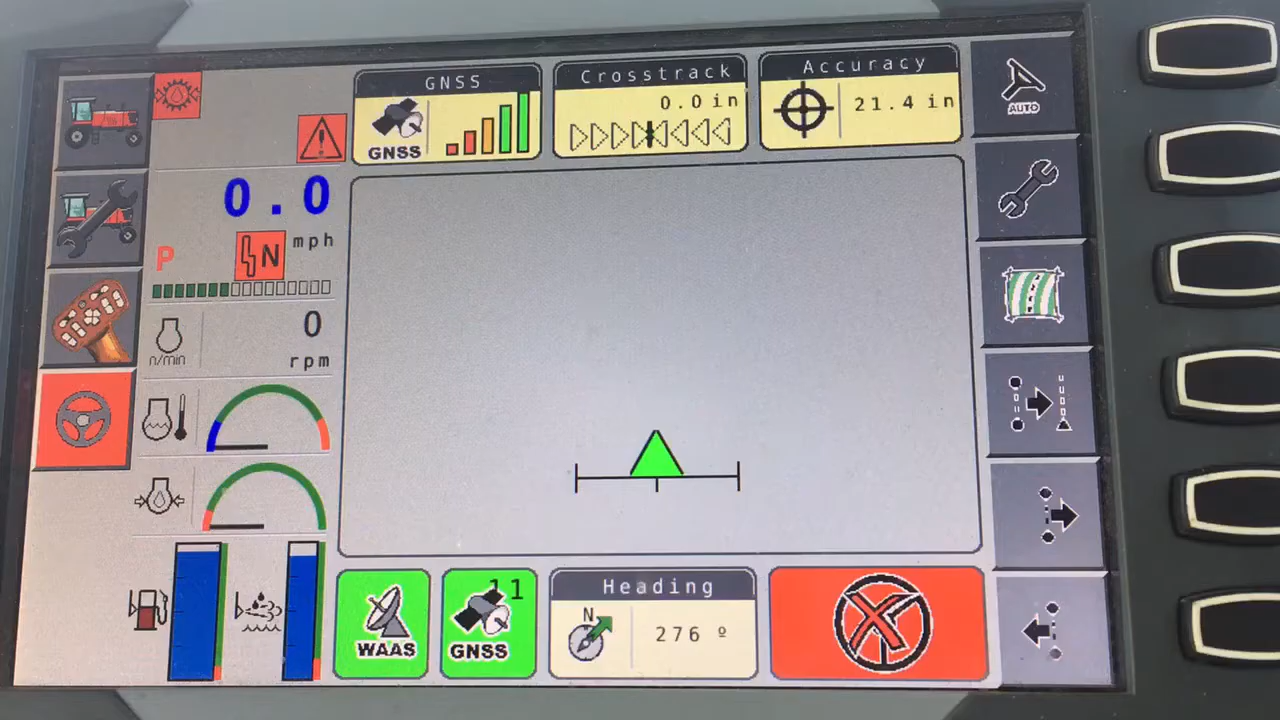 GNSS
GNSS
Crosstrack
0.0 in
Accuracy
21.4 in
AUTO
0.0
mph
P
N
0
rpm
n/min
WAAS
11
GNSS
Heading
N
276 º